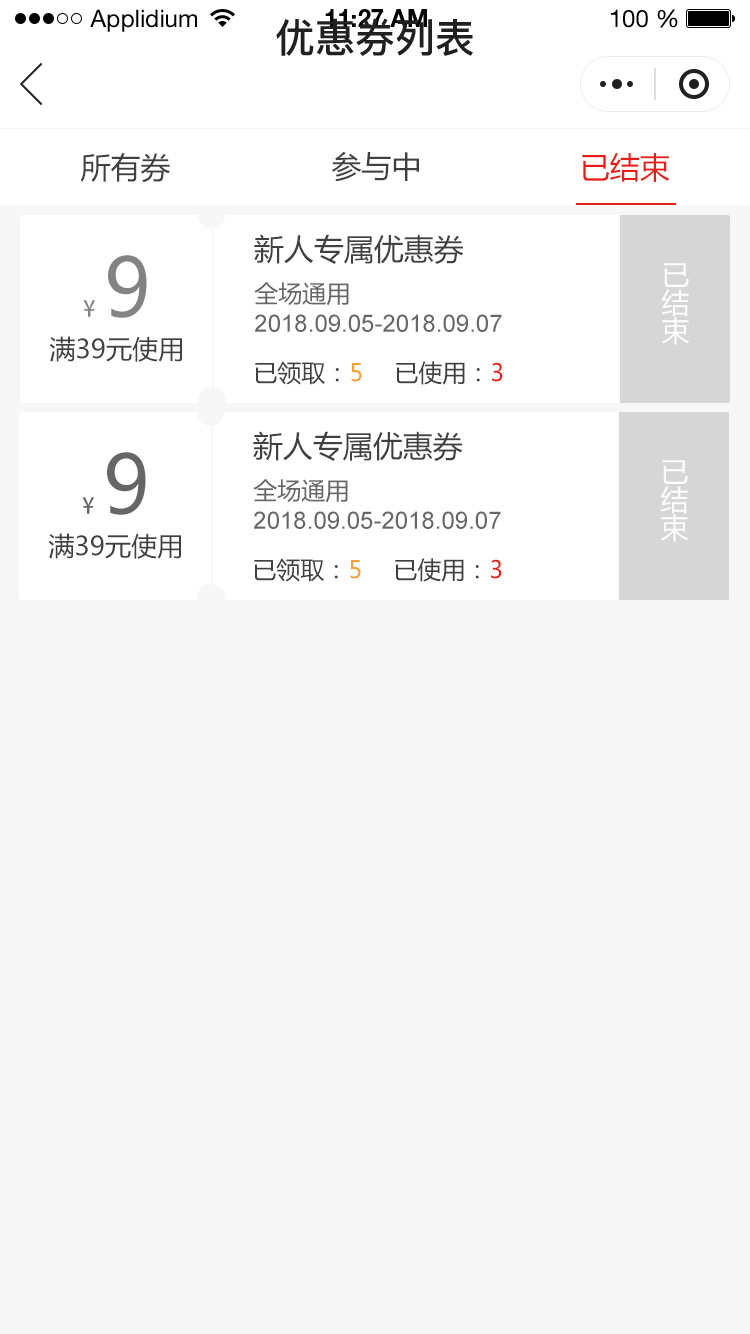 Applidium 11:27 AM 100 %
优惠券列表
所有券 参与中 已结束
¥ 9
满39元使用
新人专属优惠券
全场通用
2018.09.05-2018.09.07
已领取：5 已使用：3
已结束
¥ 9
满39元使用
新人专属优惠券
全场通用
2018.09.05-2018.09.07
已领取：5 已使用：3
已结束